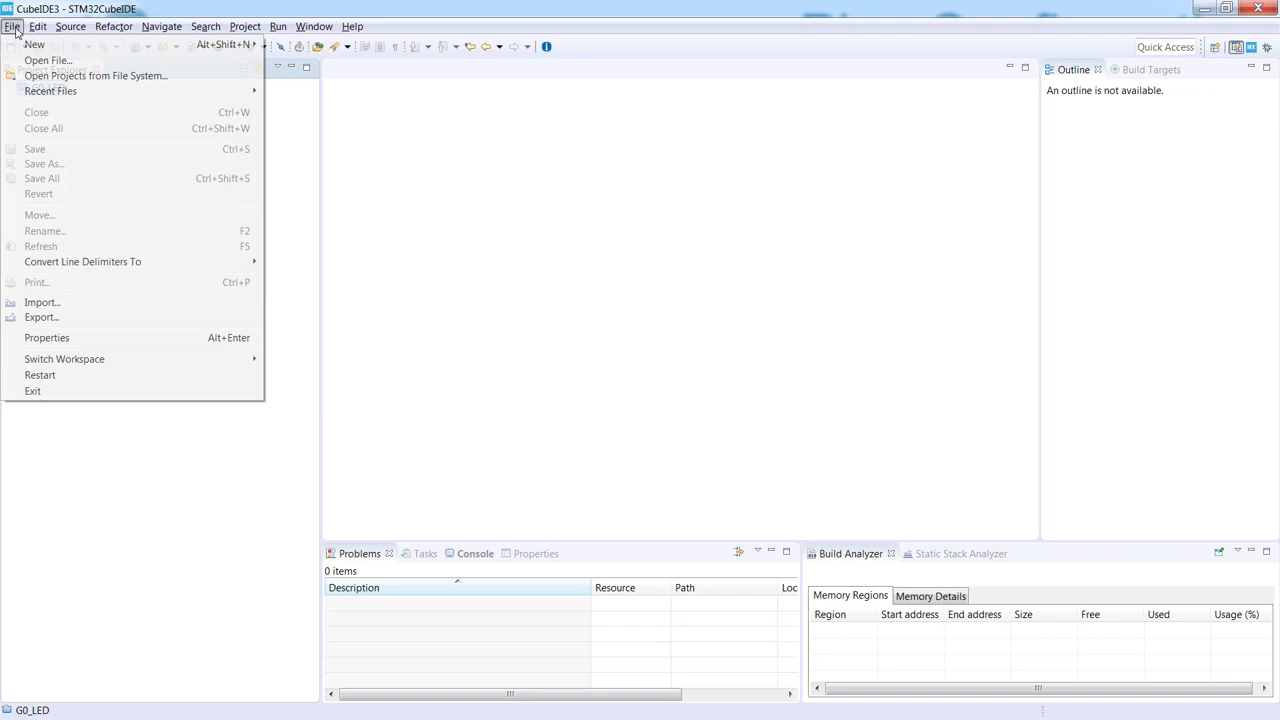 IDE CubeIDE3 - STM32CubeIDE
File Edit Source Refactor Navigate Search Project Run Window Help
Quick Access
MX
New Alt+Shift+N
Open File...
Open Projects from File System...
Recent Files
Close Ctrl+W
Close All Ctrl+Shift+W
Save Ctrl+S
Save As...
Save All Ctrl+Shift+S
Revert
Move...
Rename... F2
Refresh F5
Convert Line Delimiters To
Print... Ctrl+P
Import...
Export...
Properties Alt+Enter
Switch Workspace
Restart
Exit
Project Explorer
G0_LED
Outline Build Targets
An outline is not available.
Problems Tasks Console Properties
0 items
Description Resource Path Loc
Build Analyzer Static Stack Analyzer
Memory Regions Memory Details
Region Start address End address Size Free Used Usage (%)
G0_LED